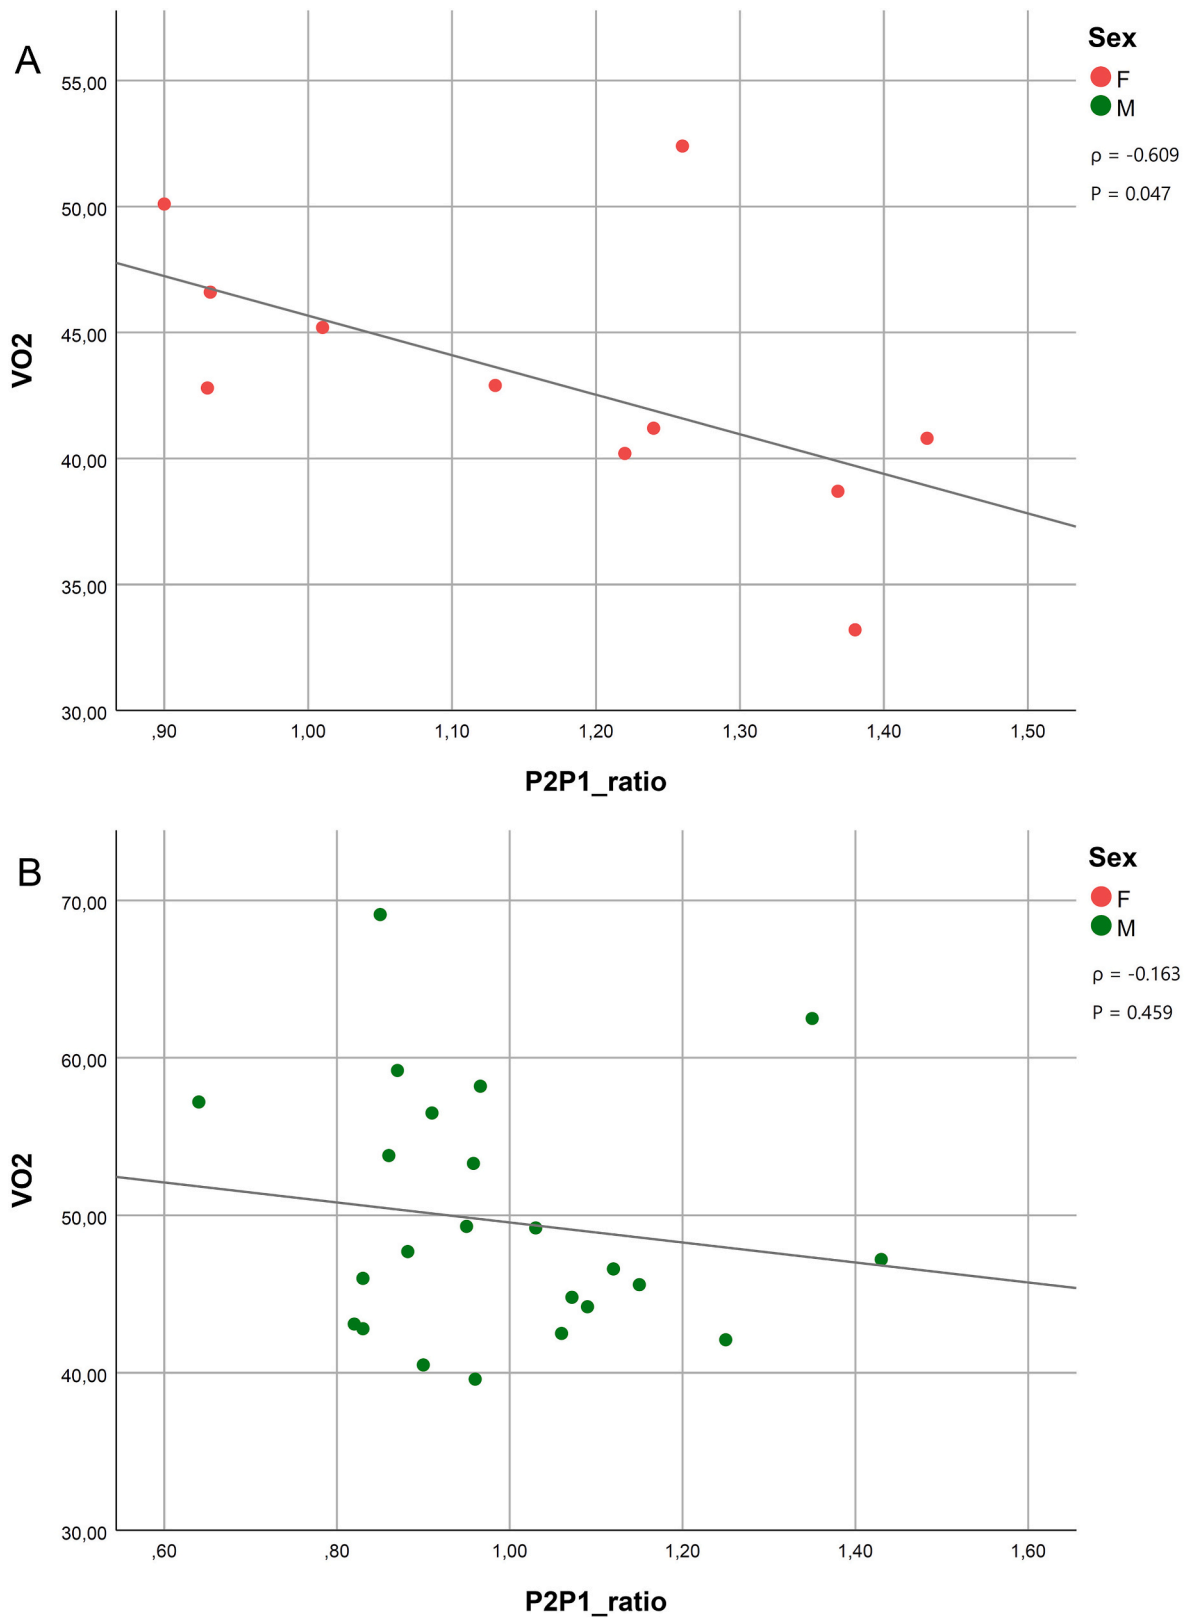 A
Sex
F
M
ρ = -0.609
P = 0.047
55,00
50,00
45,00
40,00
35,00
30,00
VO2
,90 1,00 1,10 1,20 1,30 1,40 1,50
P2P1_ratio
B
Sex
F
M
ρ = -0.163
P = 0.459
70,00
60,00
50,00
40,00
30,00
VO2
,60 ,80 1,00 1,20 1,40 1,60
P2P1_ratio